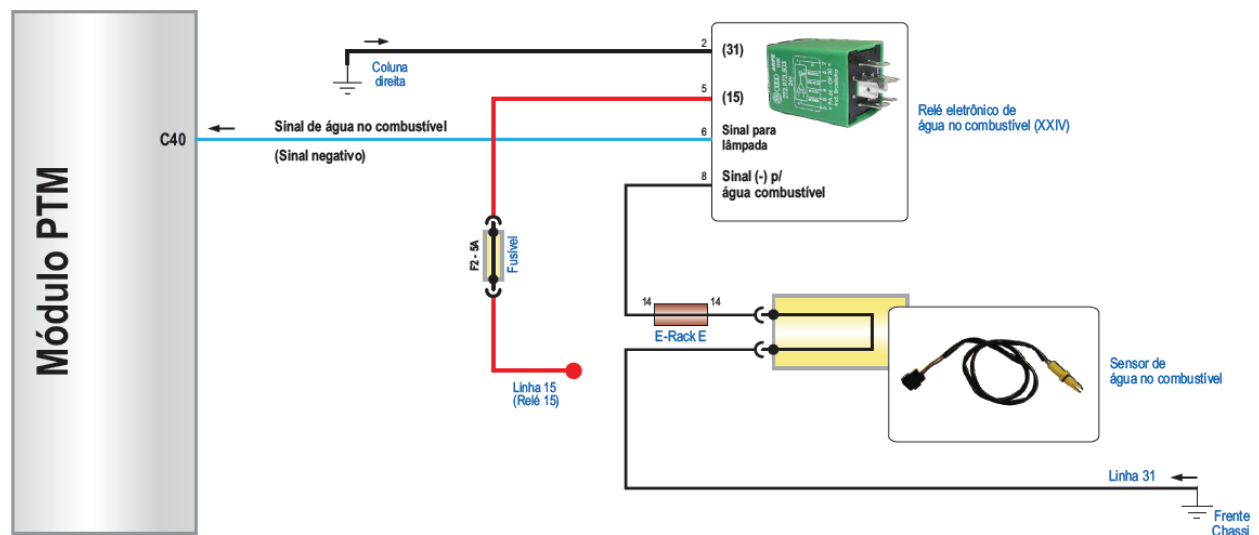 Módulo PTM
C40
Sinal de água no combustível
(Sinal negativo)
Coluna
direita
2
(31)
5
(15)
6
Sinal para
lâmpada
8
Sinal (-) p/
água combustível
Relé eletrônico de
água no combustível (XXIV)
F2 - 5A
Fusível
Linha 15
(Relé 15)
14
14
E-Rack E
Sensor de
água no combustível
Linha 31
Frente
Chassi